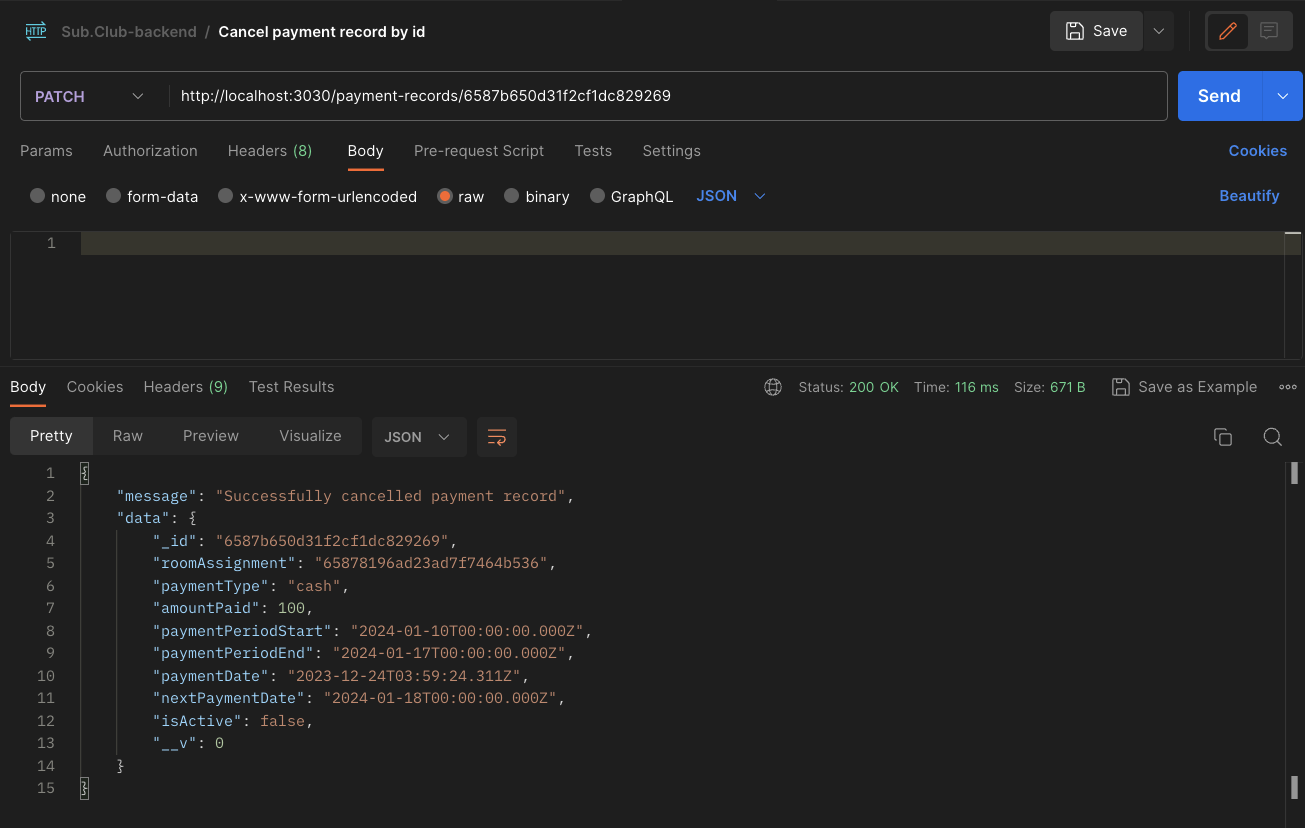 HTTP Sub.Club-backend / Cancel payment record by id Save
PATCH http://localhost:3030/payment-records/6587b650d31f2cf1dc829269 Send
Params Authorization Headers (8) Body Pre-request Script Tests Settings Cookies
none form-data x-www-form-urlencoded raw binary GraphQL JSON Beautify
1
Body Cookies Headers (9) Test Results Status: 200 OK Time: 116 ms Size: 671 B Save as Example
Pretty Raw Preview Visualize JSON
1 {
2 "message": "Successfully cancelled payment record",
3 "data": {
4 "_id": "6587b650d31f2cf1dc829269",
5 "roomAssignment": "65878196ad23ad7f7464b536",
6 "paymentType": "cash",
7 "amountPaid": 100,
8 "paymentPeriodStart": "2024-01-10T00:00:00.000Z",
9 "paymentPeriodEnd": "2024-01-17T00:00:00.000Z",
10 "paymentDate": "2023-12-24T03:59:24.311Z",
11 "nextPaymentDate": "2024-01-18T00:00:00.000Z",
12 "isActive": false,
13 "__v": 0
14 }
15 }